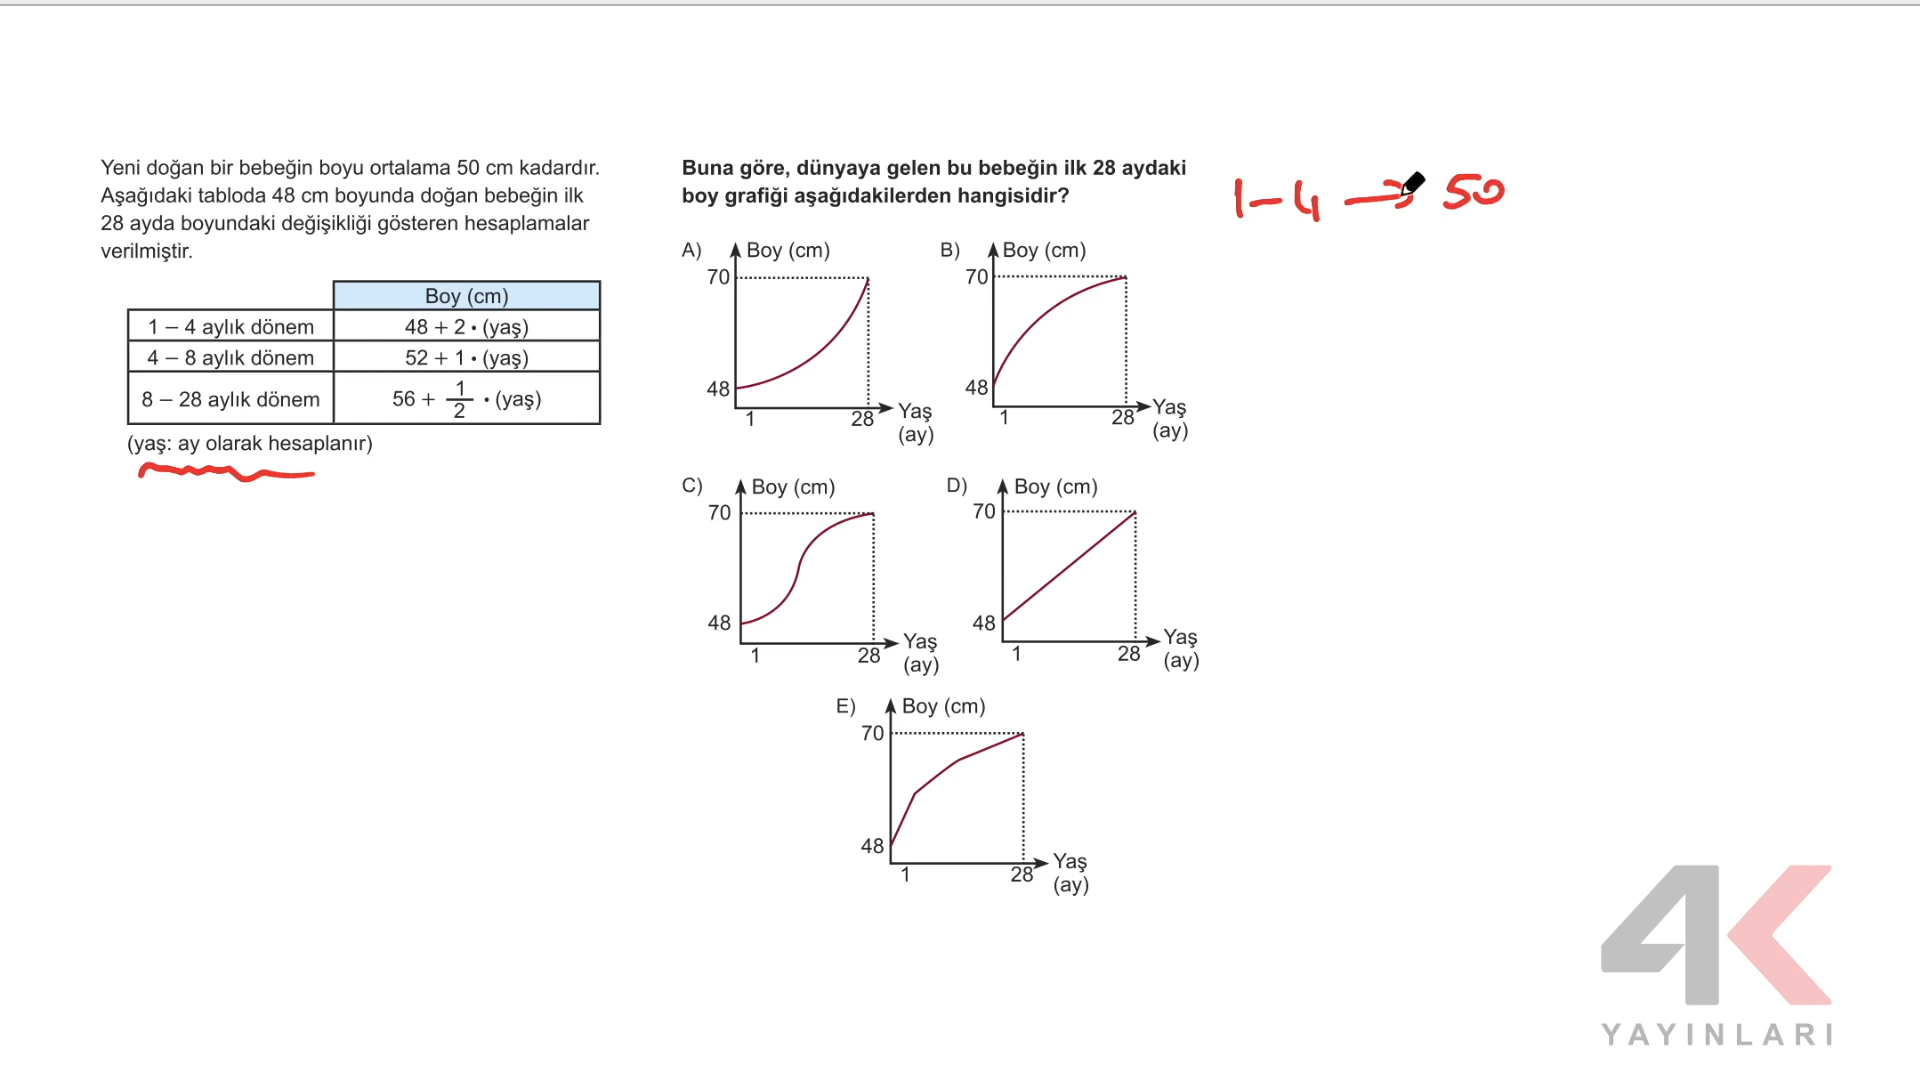 Yeni doğan bir bebeğin boyu ortalama 50 cm kadardır.
Aşağıdaki tabloda 48 cm boyunda doğan bebeğin ilk
28 ayda boyundaki değişikliği gösteren hesaplamalar
verilmiştir.
Boy (cm)
1 – 4 aylık dönem 48 + 2 • (yaş)
4 – 8 aylık dönem 52 + 1 • (yaş)
8 – 28 aylık dönem 56 + 1/2 • (yaş)
(yaş: ay olarak hesaplanır)
Buna göre, dünyaya gelen bu bebeğin ilk 28 aydaki
boy grafiği aşağıdakilerden hangisidir?
A) Boy (cm)
70
48
1 28 Yaş
(ay)
B) Boy (cm)
70
48
1 28 Yaş
(ay)
C) Boy (cm)
70
48
1 28 Yaş
(ay)
D) Boy (cm)
70
48
1 28 Yaş
(ay)
E) Boy (cm)
70
48
1 28 Yaş
(ay)
1-4 → 50
4K
YAYINLARI